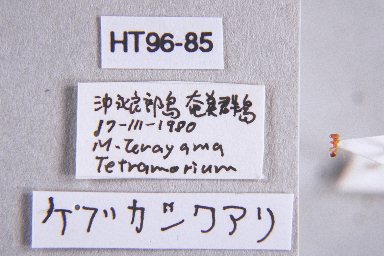 HT96-85
沖永良部島 奄美群島
17-III-1980
M. Terayama
Tetramorium
ケブカシワアリ